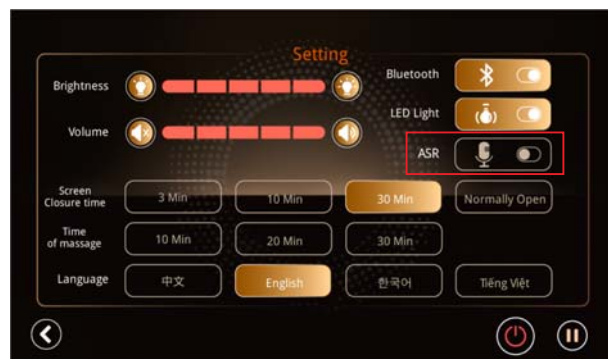 Setting
Brightness
Bluetooth
LED Light
Volume
ASR
Screen
Closure time
3 Min
10 Min
30 Min
Normally Open
Time
of massage
10 Min
20 Min
30 Min
Language
中文
English
한국어
Tiếng Việt